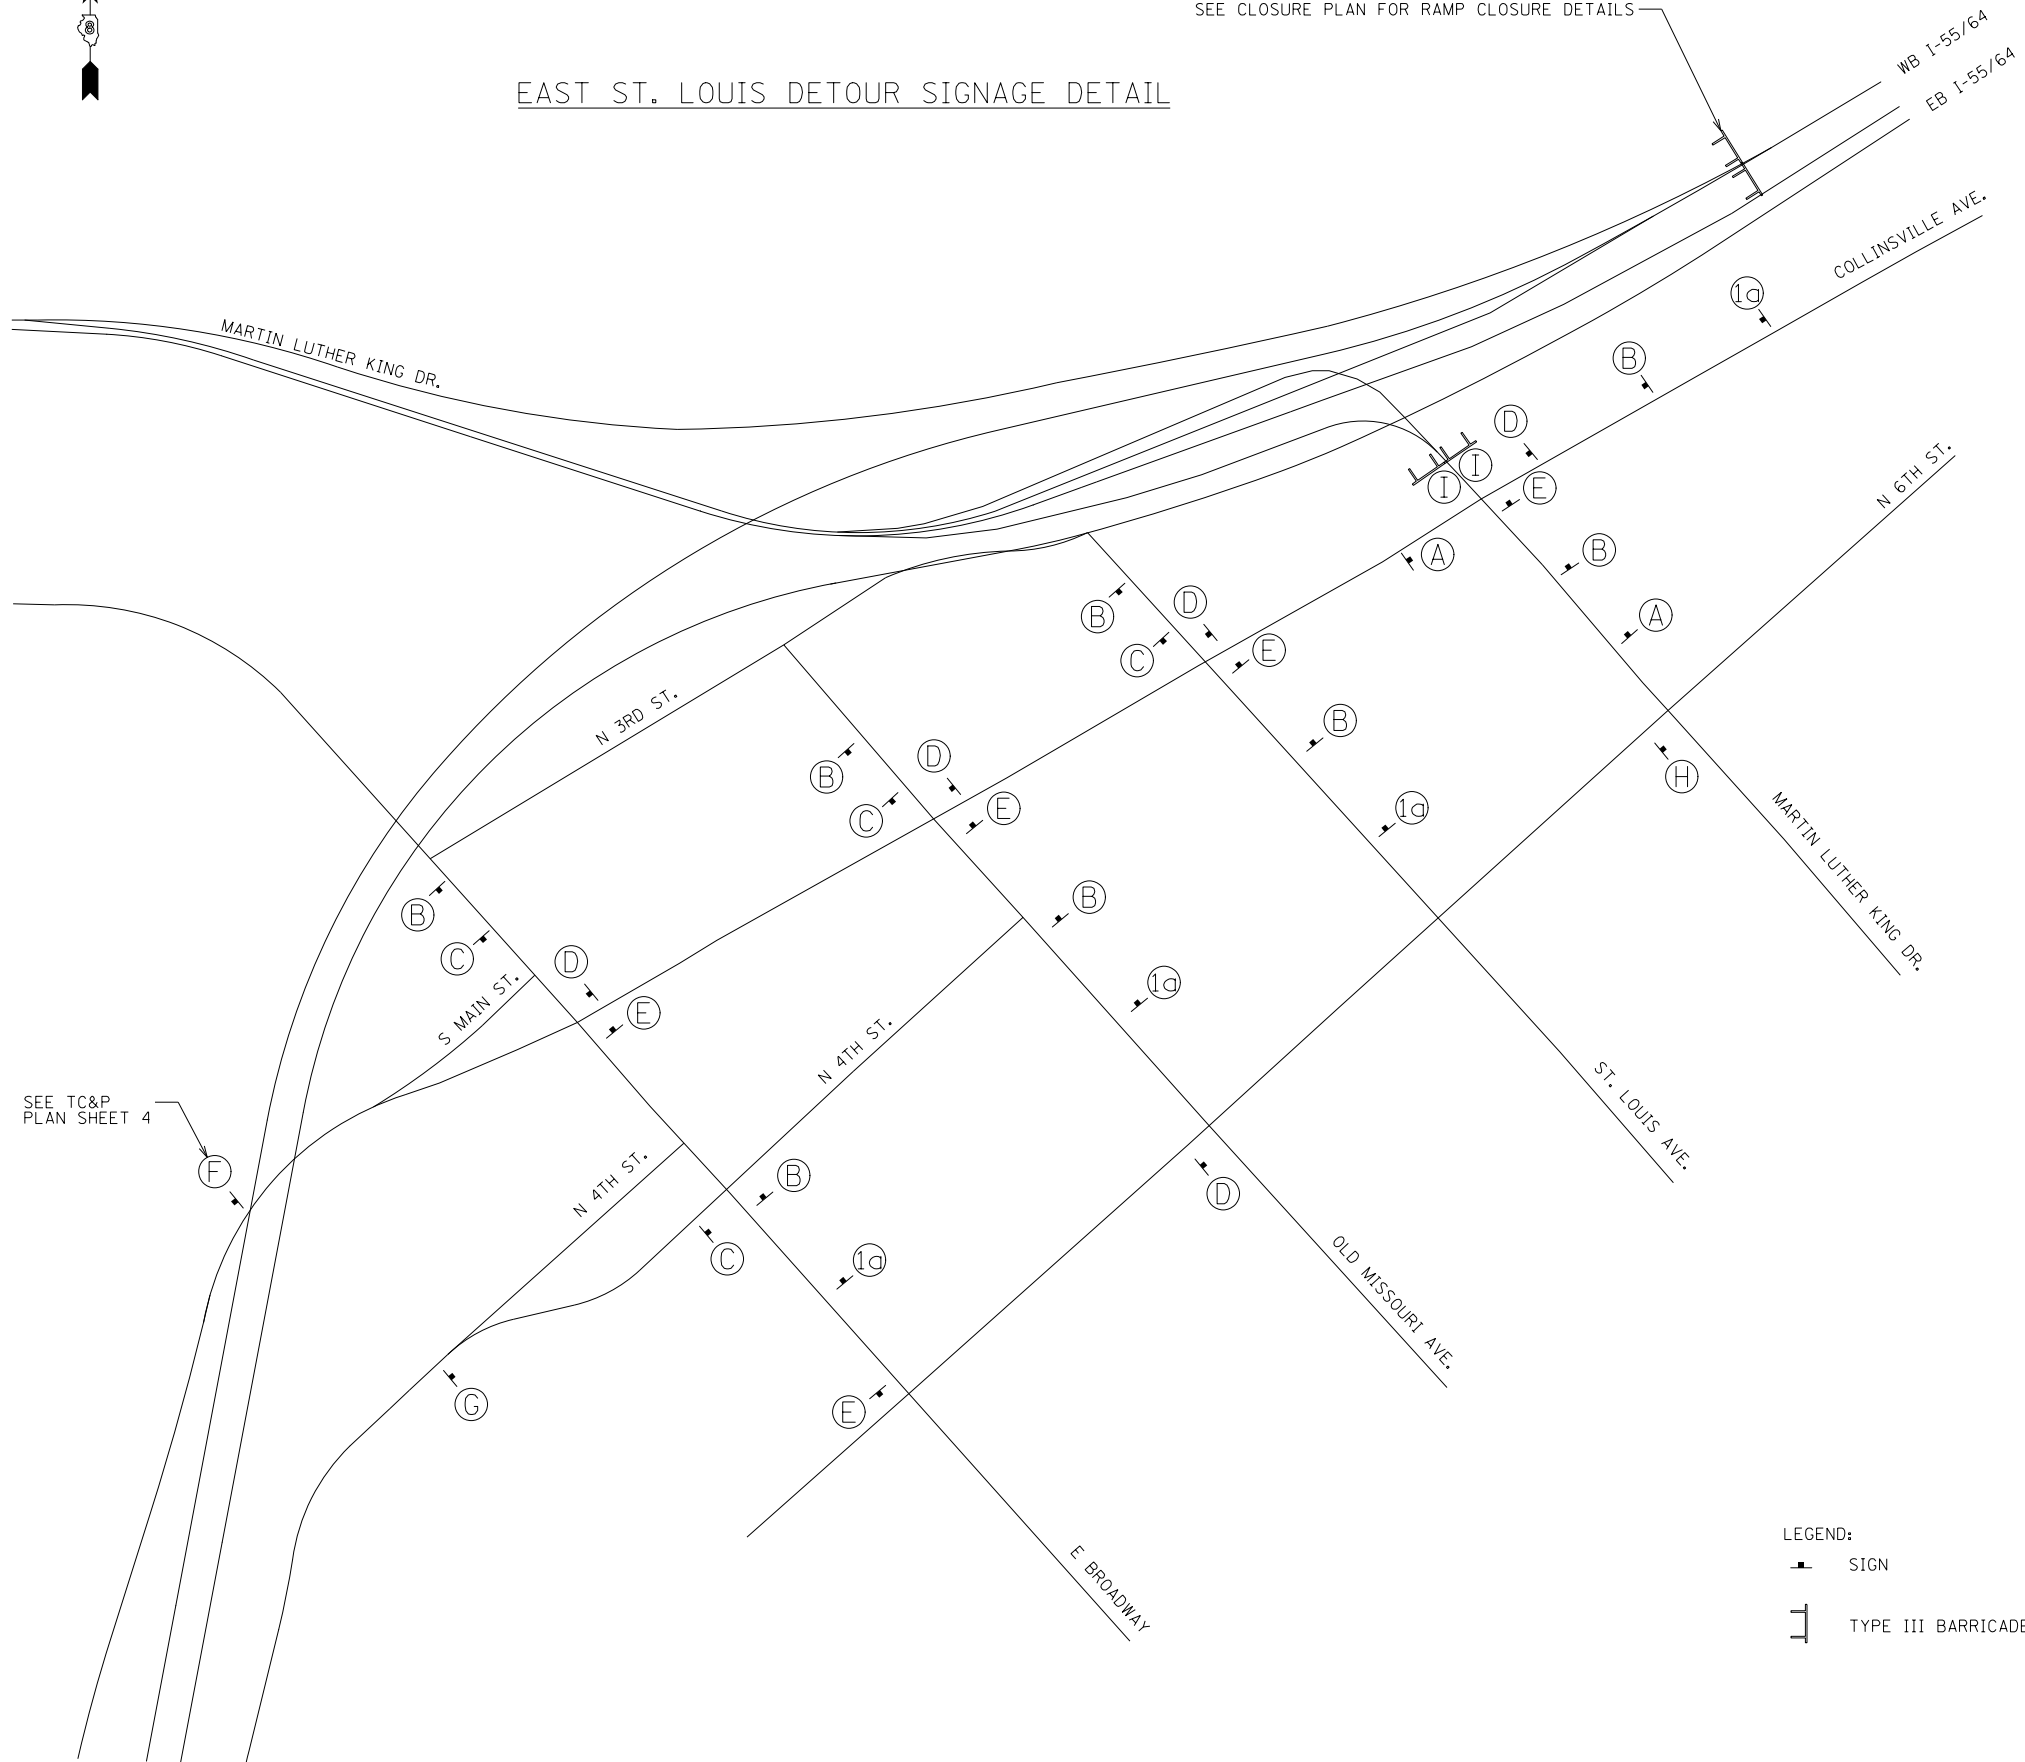 SEE CLOSURE PLAN FOR RAMP CLOSURE DETAILS
8
WB I-55/64
EB I-55/64
EAST ST. LOUIS DETOUR SIGNAGE DETAIL
COLLINSVILLE AVE.
1a
MARTIN LUTHER KING DR.
B
D
I
I
E
N 6TH ST.
A
B
B
D
C
E
A
N 3RD ST.
B
B
D
H
C
E
1a
MARTIN LUTHER KING DR.
B
B
C
D
S MAIN ST.
E
1a
N 4TH ST.
ST. LOUIS AVE.
SEE TC&P
PLAN SHEET 4
F
N 4TH ST.
B
D
C
1a
OLD MISSOURI AVE.
G
E
E BROADWAY
LEGEND:
SIGN
TYPE III BARRICADE